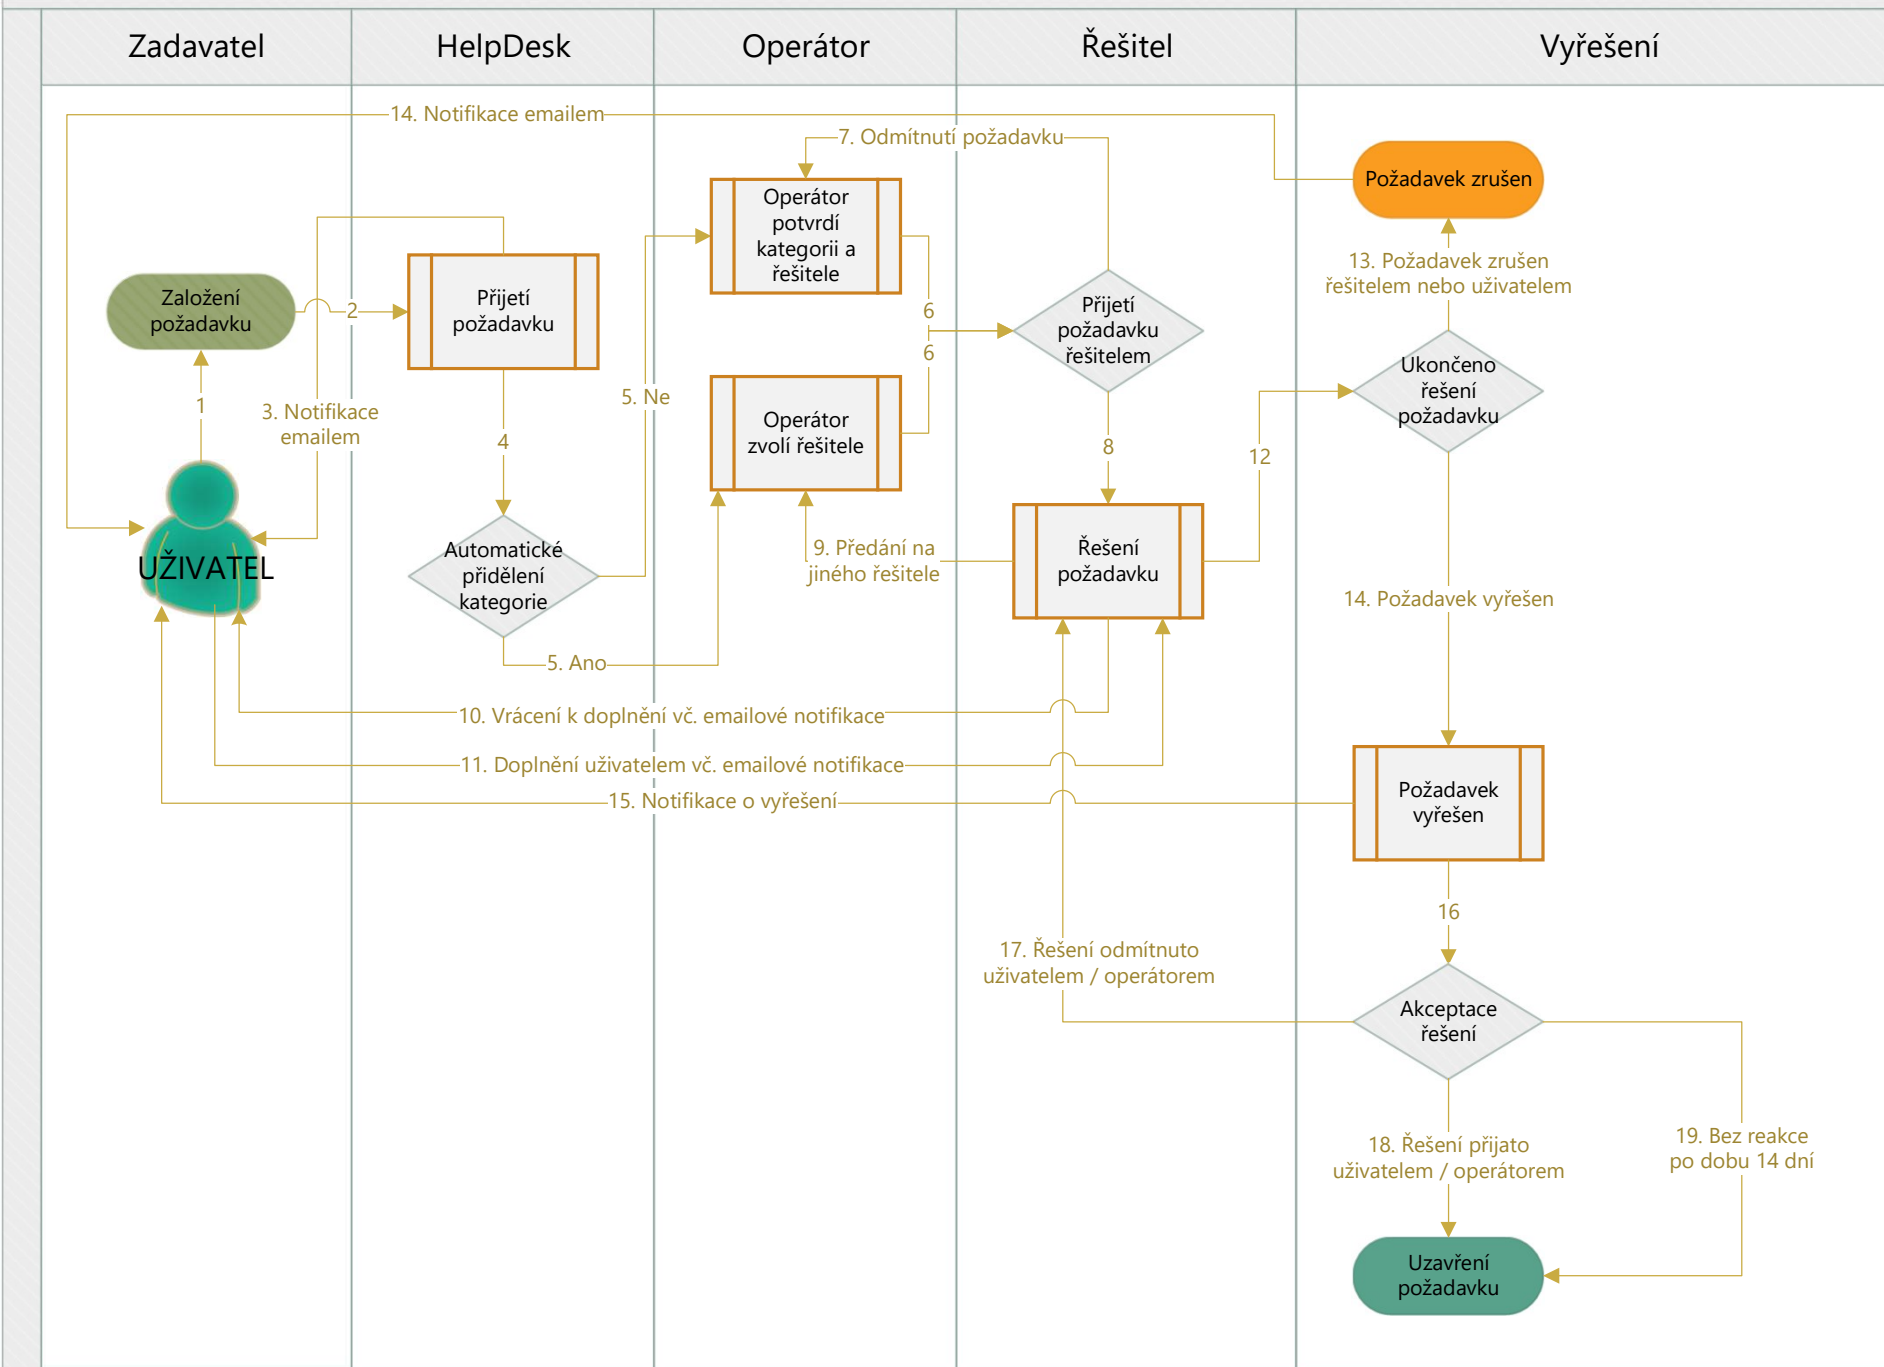 Zadavatel
HelpDesk
Operátor
Řešitel
Vyřešení
14. Notifikace emailem
7. Odmítnutí požadavku
Požadavek zrušen
Operátor
potvrdí
kategorii a
řešitele
13. Požadavek zrušen
řešitelem nebo uživatelem
Založení
požadavku
2
Přijetí
požadavku
6
6
Přijetí
požadavku
řešitelem
Ukončeno
řešení
požadavku
1
3. Notifikace
emailem
4
5. Ne
Operátor
zvolí řešitele
8
12
UŽIVATEL
Automatické
přidělení
kategorie
9. Předání na
jiného řešitele
Řešení
požadavku
14. Požadavek vyřešen
5. Ano
10. Vrácení k doplnění vč. emailové notifikace
11. Doplnění uživatelem vč. emailové notifikace
15. Notifikace o vyřešení
Požadavek
vyřešen
16
17. Řešení odmítnuto
uživatelem / operátorem
Akceptace
řešení
18. Řešení přijato
uživatelem / operátorem
19. Bez reakce
po dobu 14 dní
Uzavření
požadavku